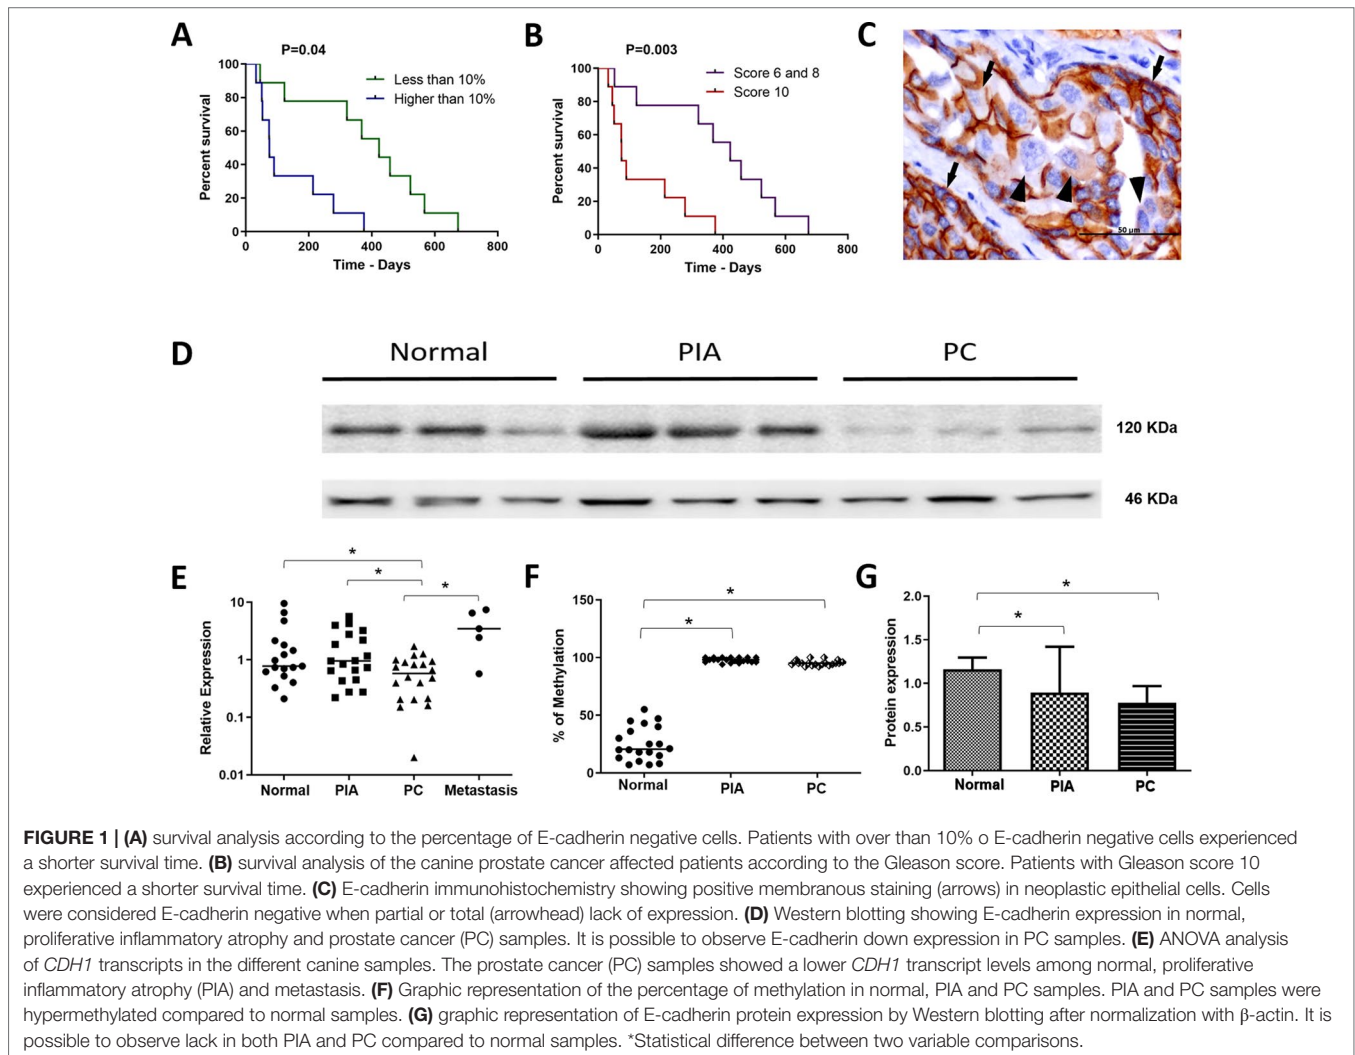 A
P=0.04
Percent survival
100
80
60
40
20
0
0 200 400 600 800
Time - Days
Less than 10%
Higher than 10%
B
P=0.003
Percent survival
100
80
60
40
20
0
0 200 400 600 800
Time - Days
Score 6 and 8
Score 10
C
50 µm
D
Normal PIA PC
120 KDa
46 KDa
E
* * *
Relative Expression
10
1
0.1
0.01
Normal PIA PC Metastasis
F
* *
% of Methylation
150
100
50
0
Normal PIA PC
G
* *
Protein expression
2.0
1.5
1.0
0.5
0.0
Normal PIA PC
FIGURE 1 | (A) survival analysis according to the percentage of E-cadherin negative cells. Patients with over than 10% o E-cadherin negative cells experienced
a shorter survival time. (B) survival analysis of the canine prostate cancer affected patients according to the Gleason score. Patients with Gleason score 10
experienced a shorter survival time. (C) E-cadherin immunohistochemistry showing positive membranous staining (arrows) in neoplastic epithelial cells. Cells
were considered E-cadherin negative when partial or total (arrowhead) lack of expression. (D) Western blotting showing E-cadherin expression in normal,
proliferative inflammatory atrophy and prostate cancer (PC) samples. It is possible to observe E-cadherin down expression in PC samples. (E) ANOVA analysis
of CDH1 transcripts in the different canine samples. The prostate cancer (PC) samples showed a lower CDH1 transcript levels among normal, proliferative
inflammatory atrophy (PIA) and metastasis. (F) Graphic representation of the percentage of methylation in normal, PIA and PC samples. PIA and PC samples were
hypermethylated compared to normal samples. (G) graphic representation of E-cadherin protein expression by Western blotting after normalization with β-actin. It is
possible to observe lack in both PIA and PC compared to normal samples. *Statistical difference between two variable comparisons.